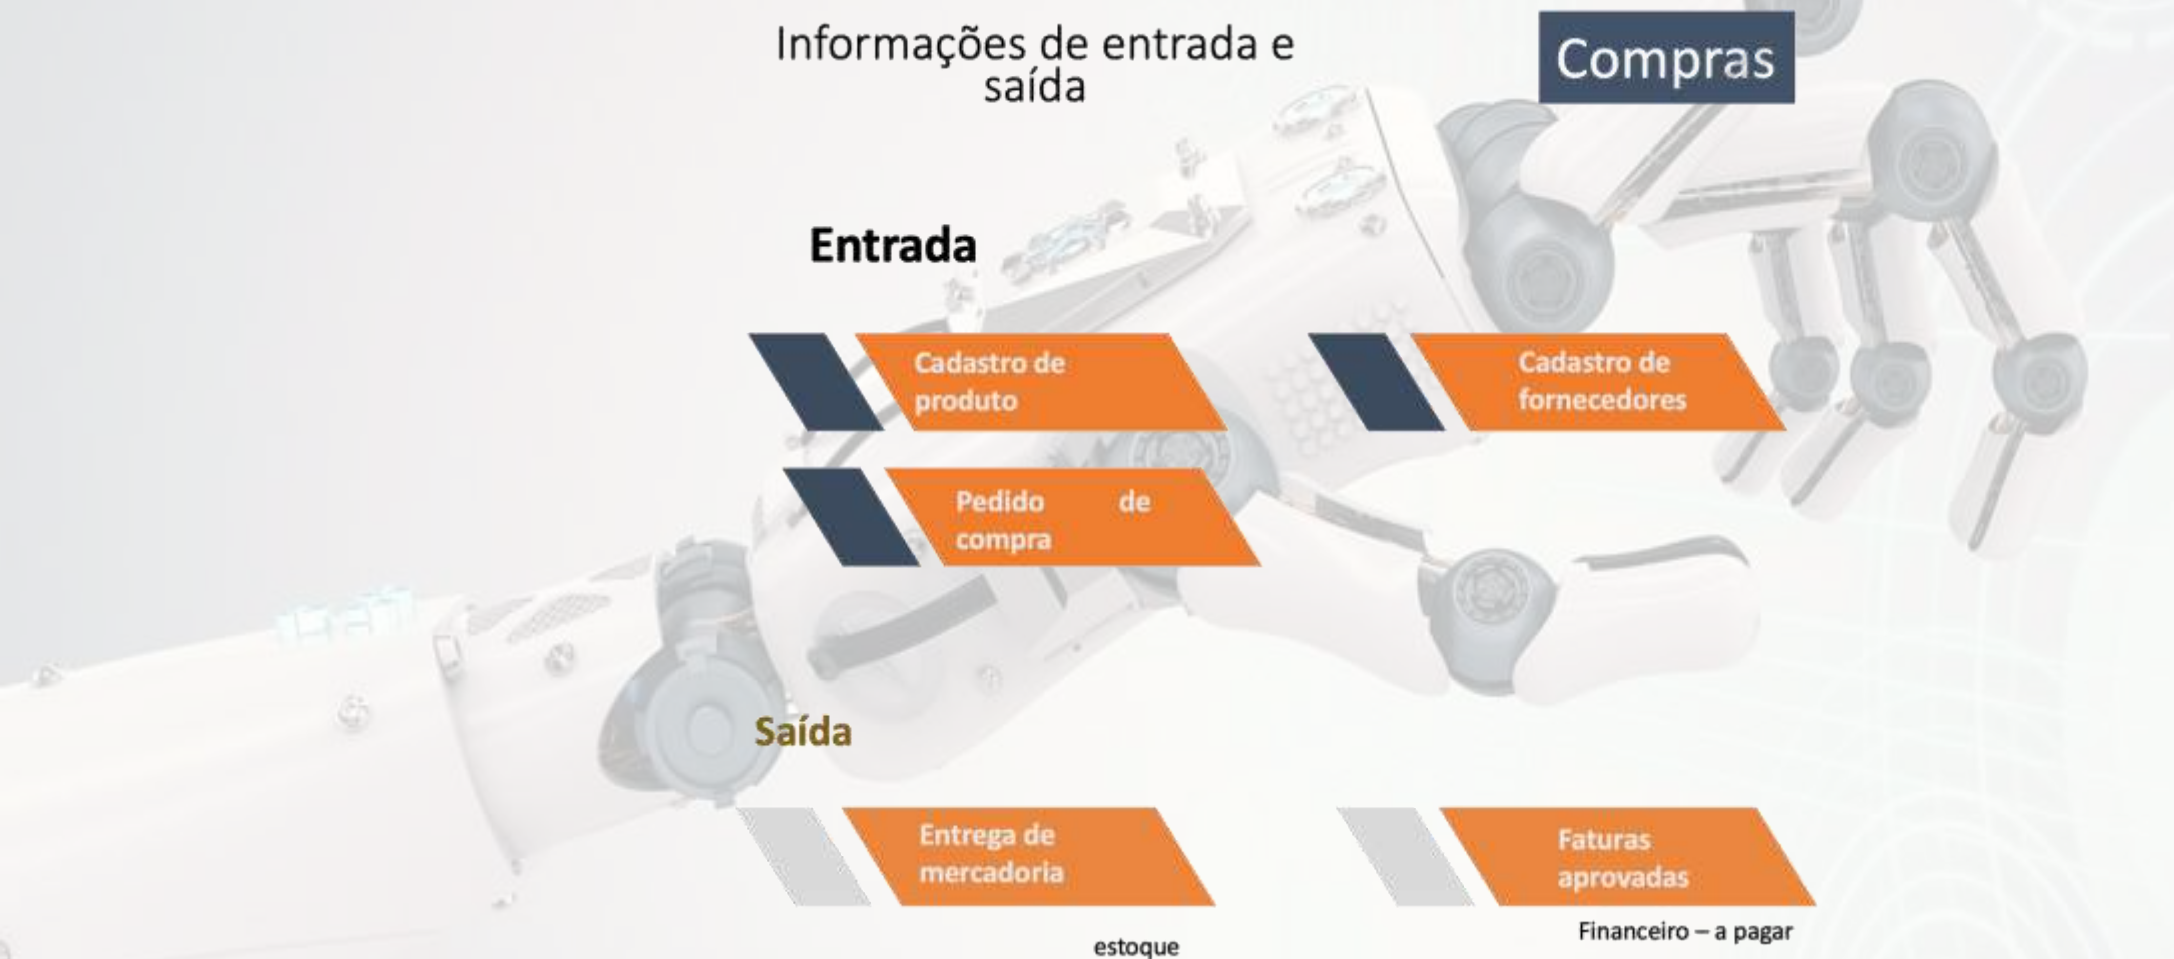 Informações de entrada e
saída
Compras
Entrada
Cadastro de
produto
Cadastro de
fornecedores
Pedido de
compra
Saída
Entrega de
mercadoria
Faturas
aprovadas
estoque
Financeiro – a pagar